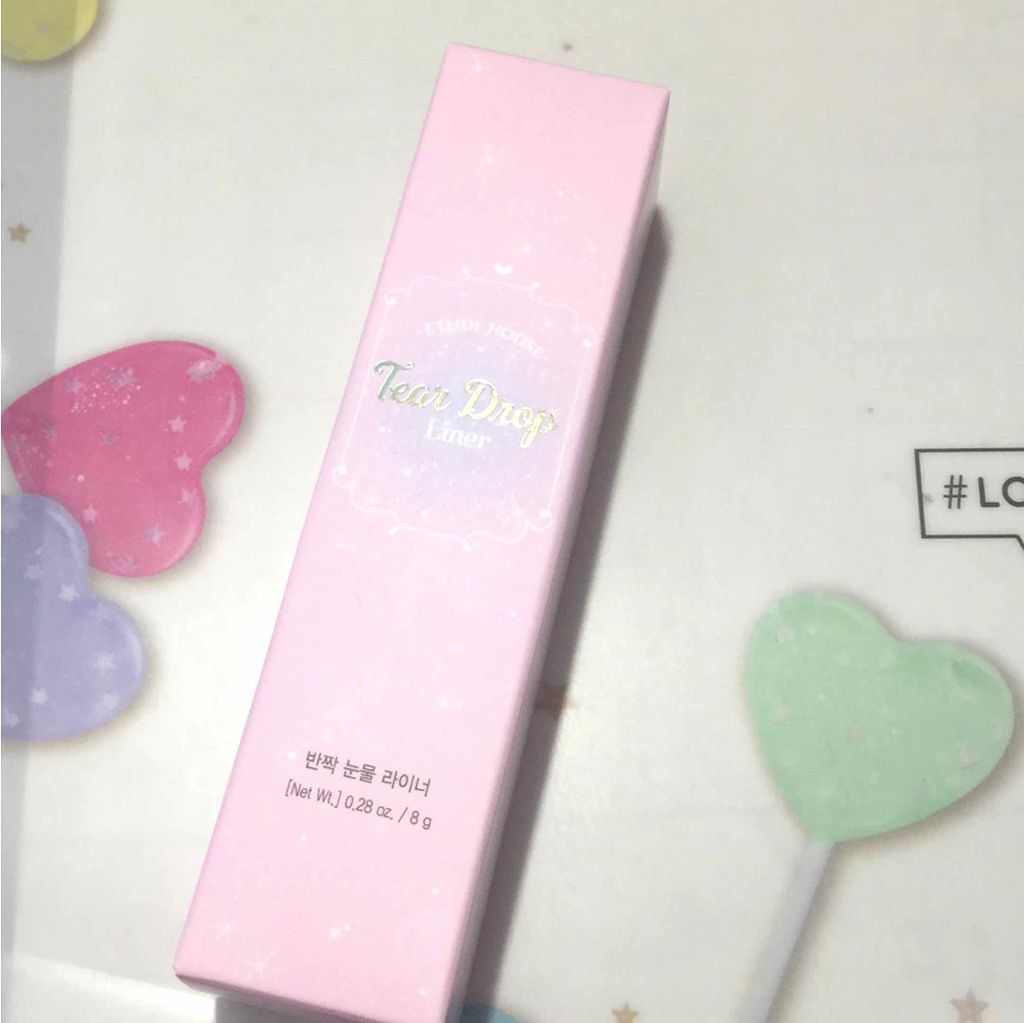 ETUDE HOUSE
Tear Drop
Liner
반짝 눈물 라이너
[Net Wt.] 0.28 oz. / 8 g
#LO